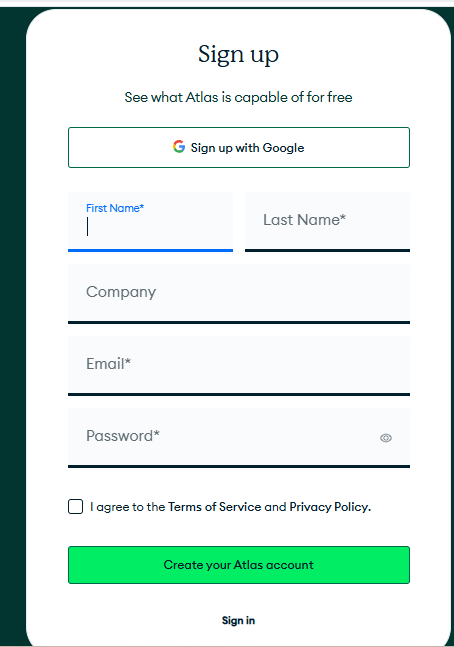 Sign up
See what Atlas is capable of for free
Sign up with Google
First Name*
Last Name*
Company
Email*
Password*
I agree to the Terms of Service and Privacy Policy.
Create your Atlas account
Sign in